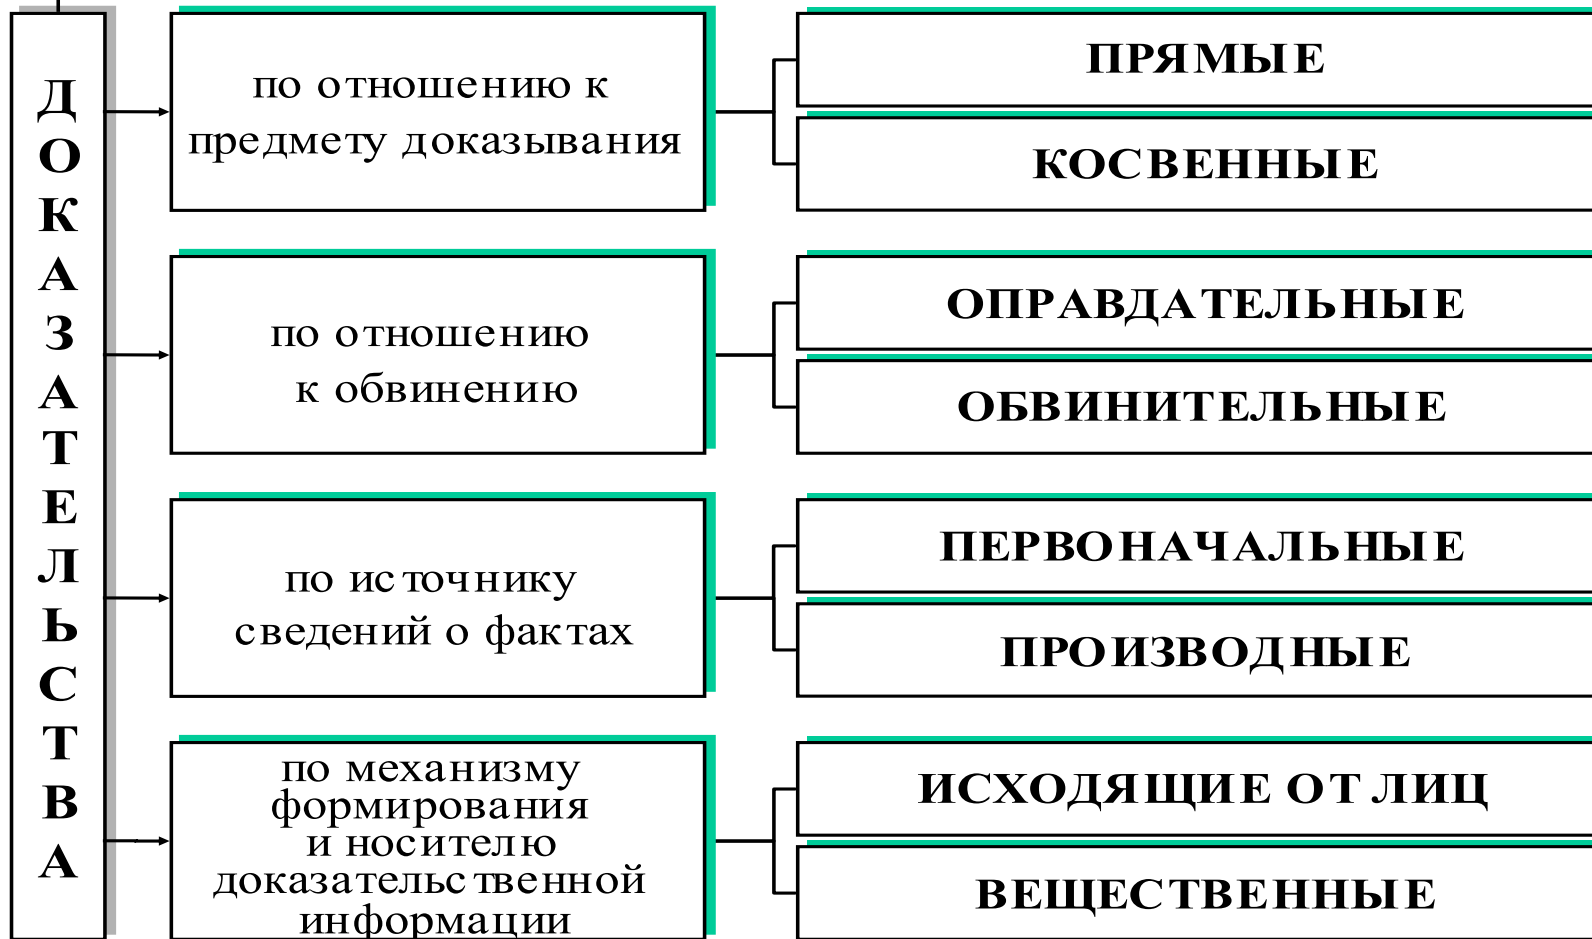 ДОКАЗАТЕЛЬСТВА
по отношению к
предмету доказывания
ПРЯМЫЕ
КОСВЕННЫЕ
по отношению
к обвинению
ОПРАВДАТЕЛЬНЫЕ
ОБВИНИТЕЛЬНЫЕ
по источнику
сведений о фактах
ПЕРВОНАЧАЛЬНЫЕ
ПРОИЗВОДНЫЕ
по механизму
формирования
и носителю
доказательственной
информации
ИСХОДЯЩИЕ ОТ ЛИЦ
ВЕЩЕСТВЕННЫЕ